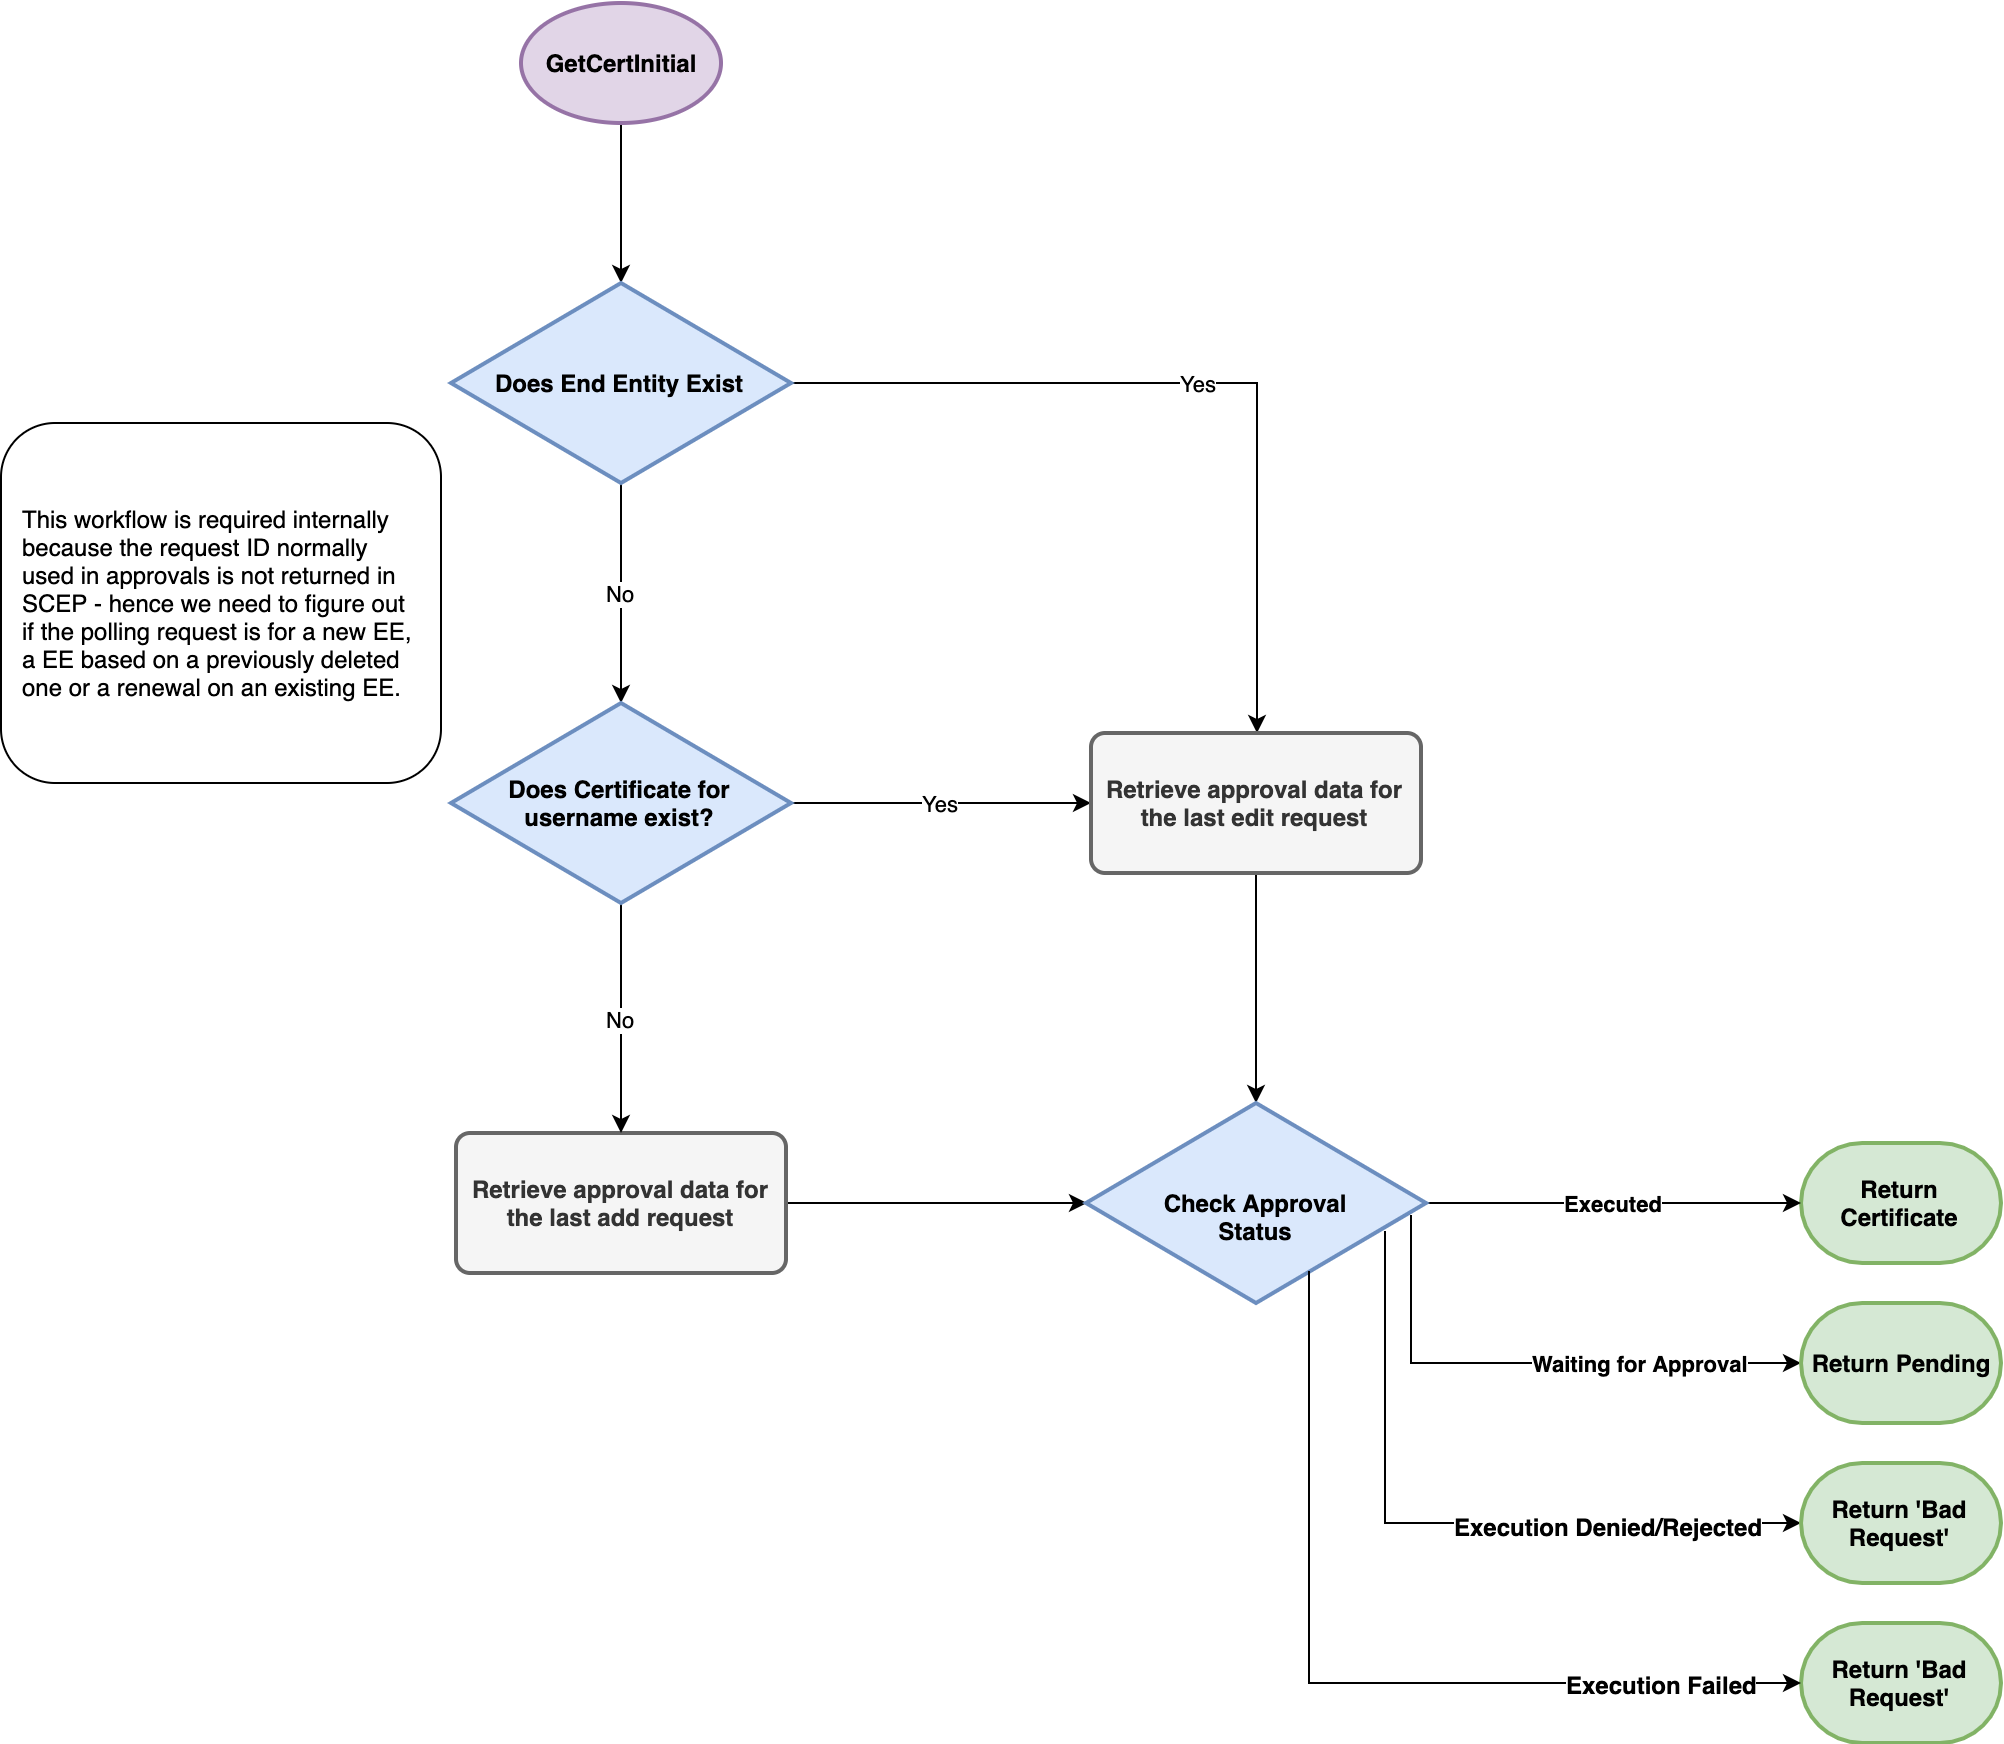 GetCertInitial
Does End Entity Exist
Yes
This workflow is required internally
because the request ID normally
used in approvals is not returned in
SCEP - hence we need to figure out
if the polling request is for a new EE,
a EE based on a previously deleted
one or a renewal on an existing EE.
No
Does Certificate for
username exist?
Yes
Retrieve approval data for
the last edit request
No
Retrieve approval data for
the last add request
Check Approval
Status
Executed
Return
Certificate
Waiting for Approval
Return Pending
Execution Denied/Rejected
Return 'Bad
Request'
Execution Failed
Return 'Bad
Request'